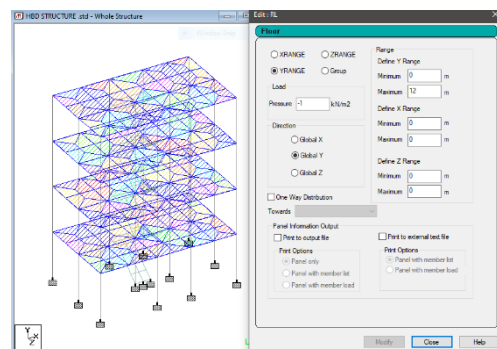 HBD STRUCTURE .std - Whole Structure
Edit : RL
Floor
XRANGE
ZRANGE
YRANGE
Group
Load
Pressure -1 kN/m2
Direction
Global X
Global Y
Global Z
One Way Distribution
Towards
Range
Define Y Range
Minimum 0 m
Maximum 12 m
Define X Range
Minimum 0 m
Maximum 0 m
Define Z Range
Minimum 0 m
Maximum 0 m
Panel Information Output
Print to output file
Print Options
Panel only
Panel with member list
Panel with member load
Print to external text file
Print Options
Panel with member list
Panel with member load
Modify
Close
Help
Y
X
Z